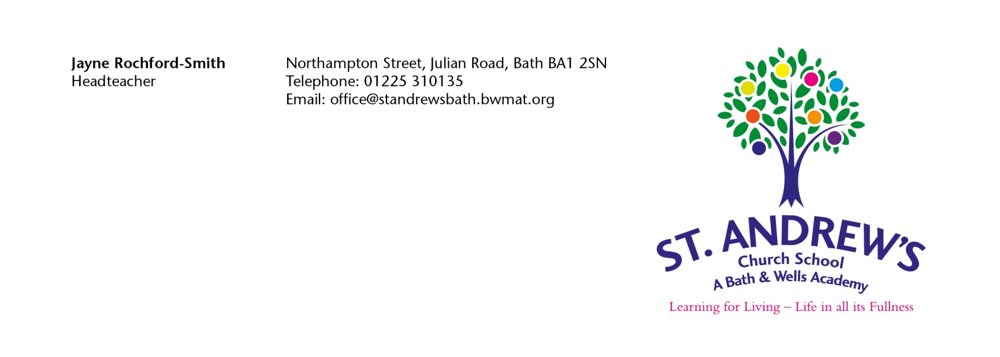 Jayne Rochford-Smith
Headteacher
Northampton Street, Julian Road, Bath BA1 2SN
Telephone: 01225 310135
Email: office@standrewsbath.bwmat.org
ST. ANDREW’S
Church School
A Bath & Wells Academy
Learning for Living – Life in all its Fullness